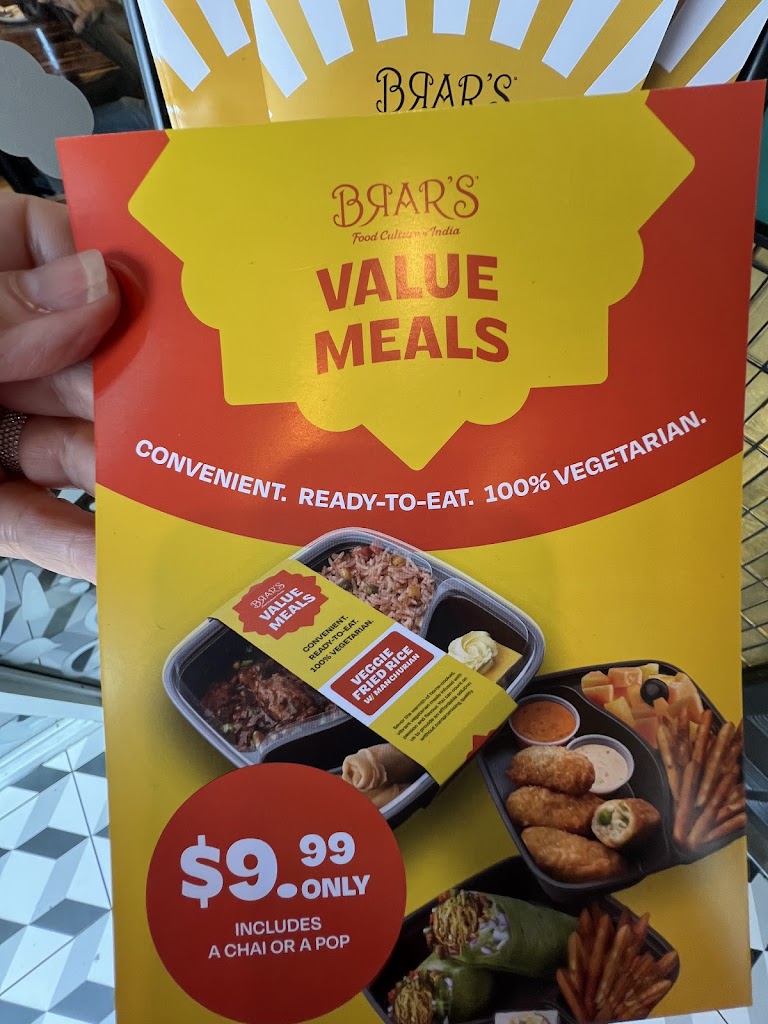 BRAR'S
BRAR'S
Food Culture India
VALUE
MEALS
CONVENIENT. READY-TO-EAT. 100% VEGETARIAN.
BRAR'S
VALUE
MEALS
CONVENIENT.
READY-TO-EAT.
100% VEGETARIAN.
VEGGIE
FRIED RICE
W/ MANCHURIAN
$9.99
ONLY
INCLUDES
A CHAI OR A POP